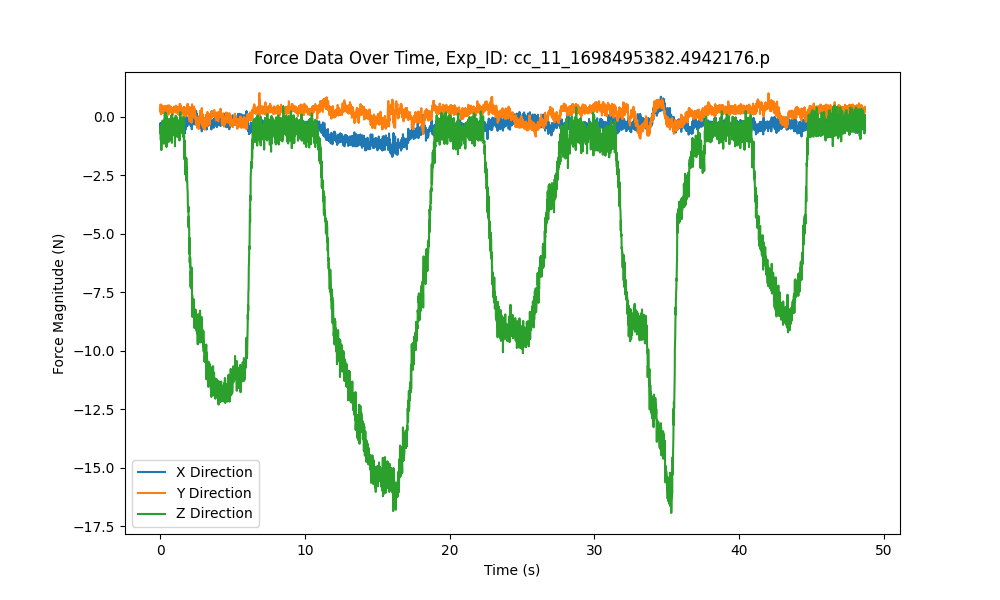 Force Data Over Time, Exp_ID: cc_11_1698495382.4942176.p
Force Magnitude (N)
0.0
−2.5
−5.0
−7.5
−10.0
−12.5
−15.0
−17.5
X Direction
Y Direction
Z Direction
0 10 20 30 40 50
Time (s)